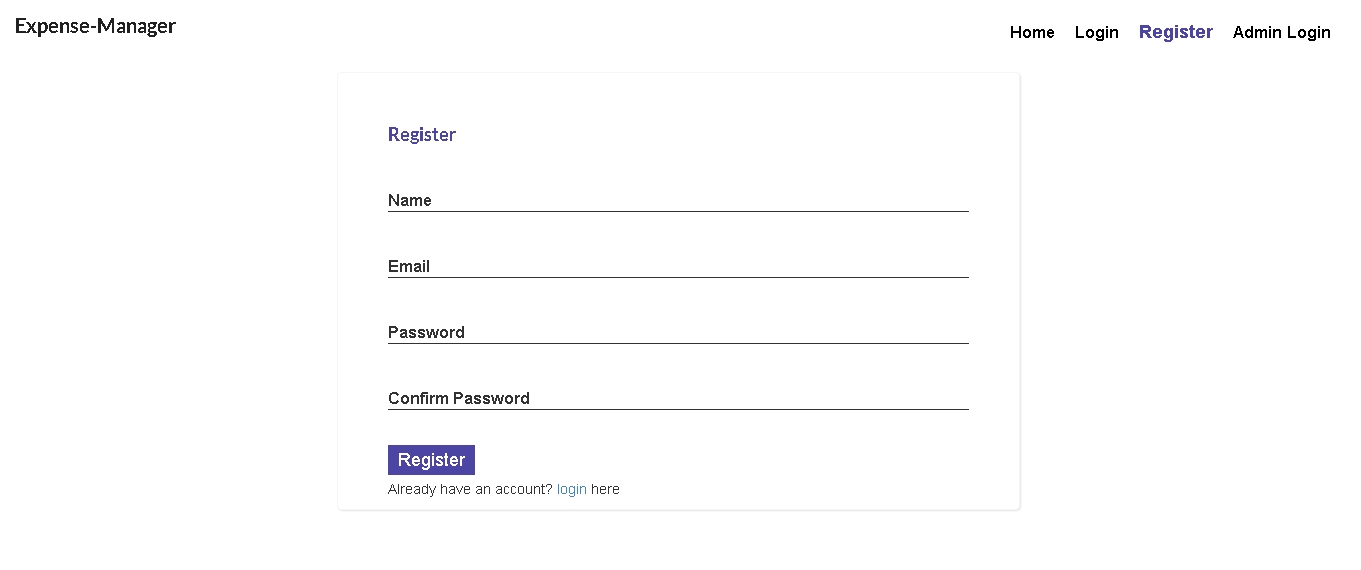 Expense-Manager
Home Login Register Admin Login
Register
Name
Email
Password
Confirm Password
Register
Already have an account? login here